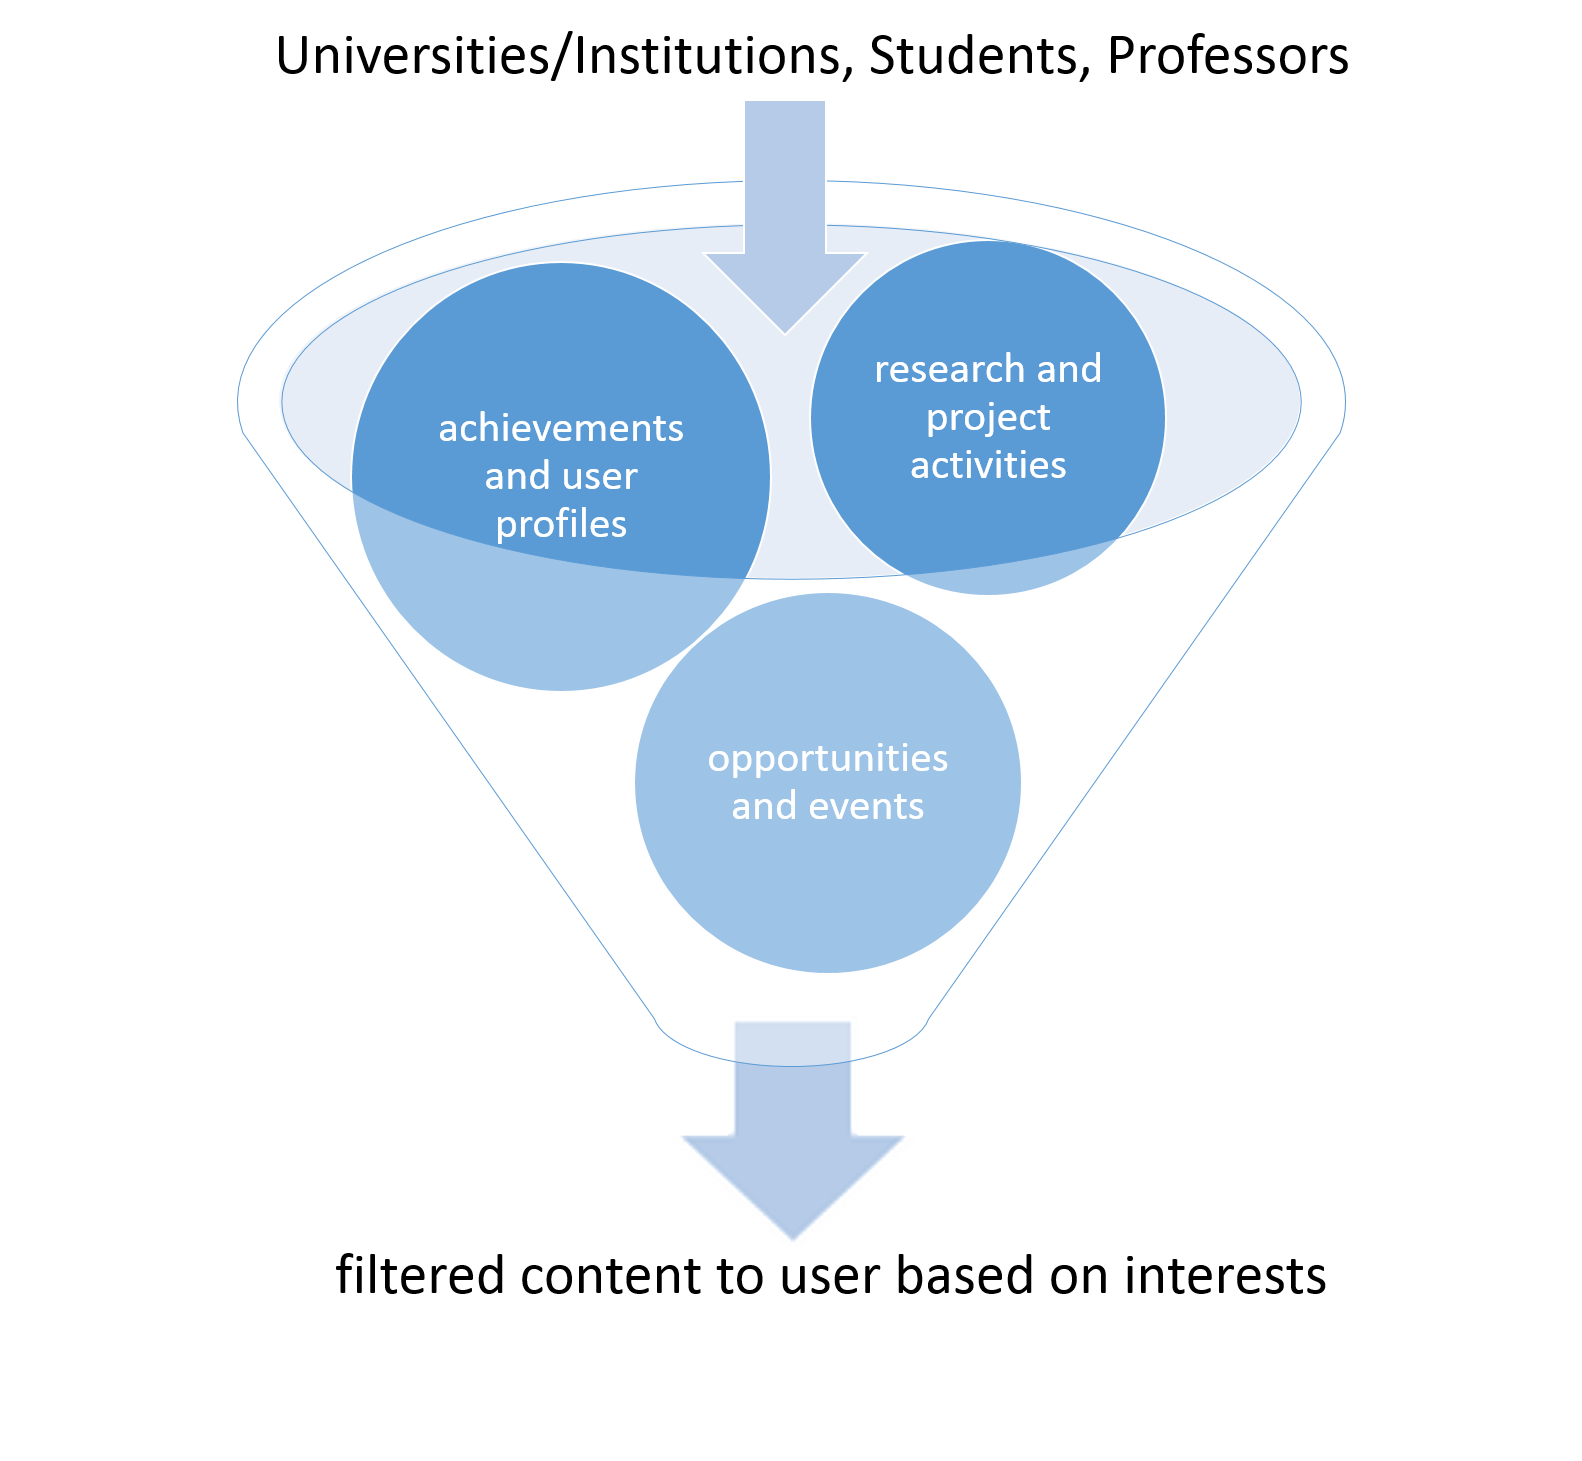 Universities/Institutions, Students, Professors
achievements
and user
profiles
research and
project
activities
opportunities
and events
filtered content to user based on interests